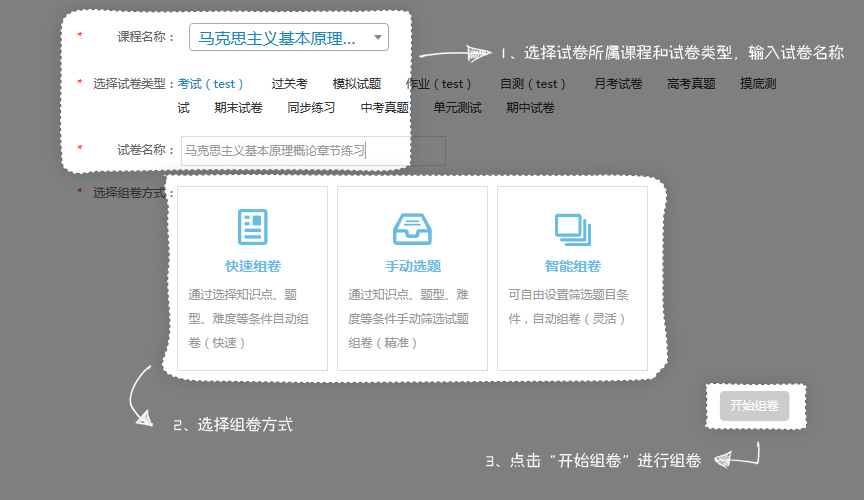 * 课程名称： 马克思主义基本原理...
1、选择试卷所属课程和试卷类型，输入试卷名称
* 选择试卷类型： 考试（test） 过关考 模拟试题 作业（test） 自测（test） 月考试卷 高考真题 摸底测
试 期末试卷 同步练习 中考真题 单元测试 期中试卷
* 试卷名称： 马克思主义基本原理概论章节练习
* 选择组卷方式：
快速组卷 手动选题 智能组卷
通过选择知识点、题 通过知识点、题型、难 可自由设置筛选题目条
型、难度等条件自动组 度等条件手动筛选试题 件，自动组卷（灵活）
卷（快速） 组卷（精准）
开始组卷
2、选择组卷方式
3、点击“开始组卷”进行组卷